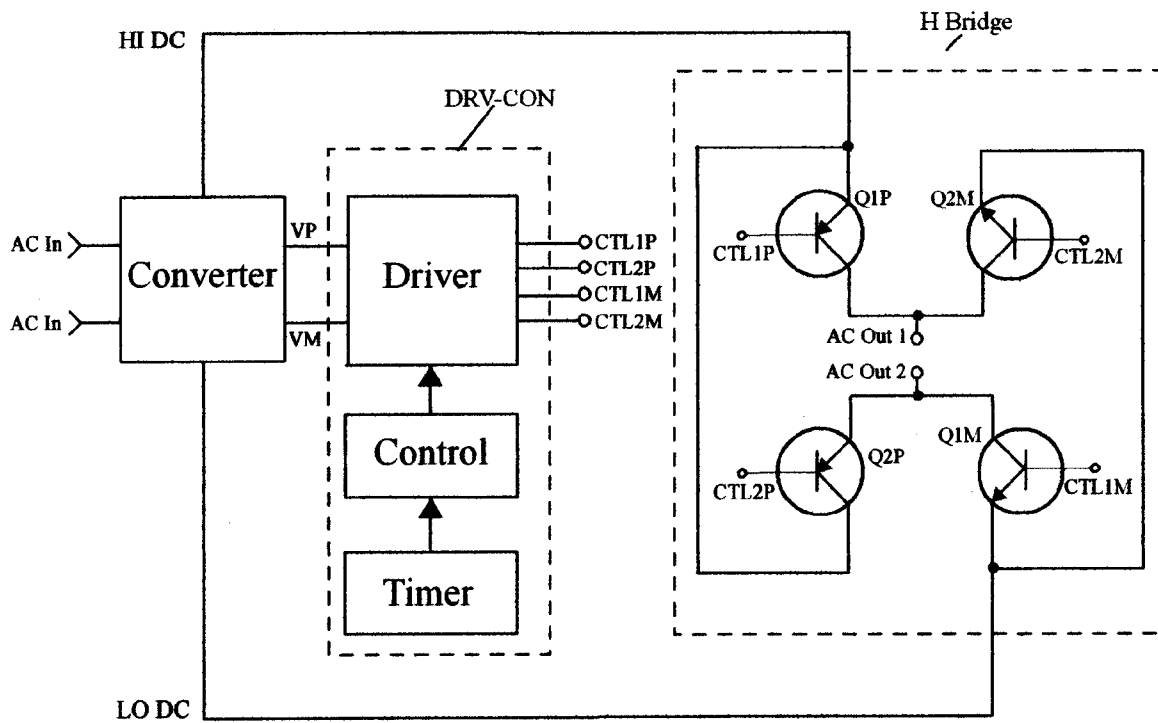 H Bridge
HI DC
DRV-CON
Q1P
Q2M
AC In
VP
CTL1P
CTL1P
CTL2M
Converter
Driver
CTL2P
CTL1M
AC In
VM
CTL2M
AC Out 1
AC Out 2
Control
Q2P
Q1M
CTL2P
CTL1M
Timer
LO DC